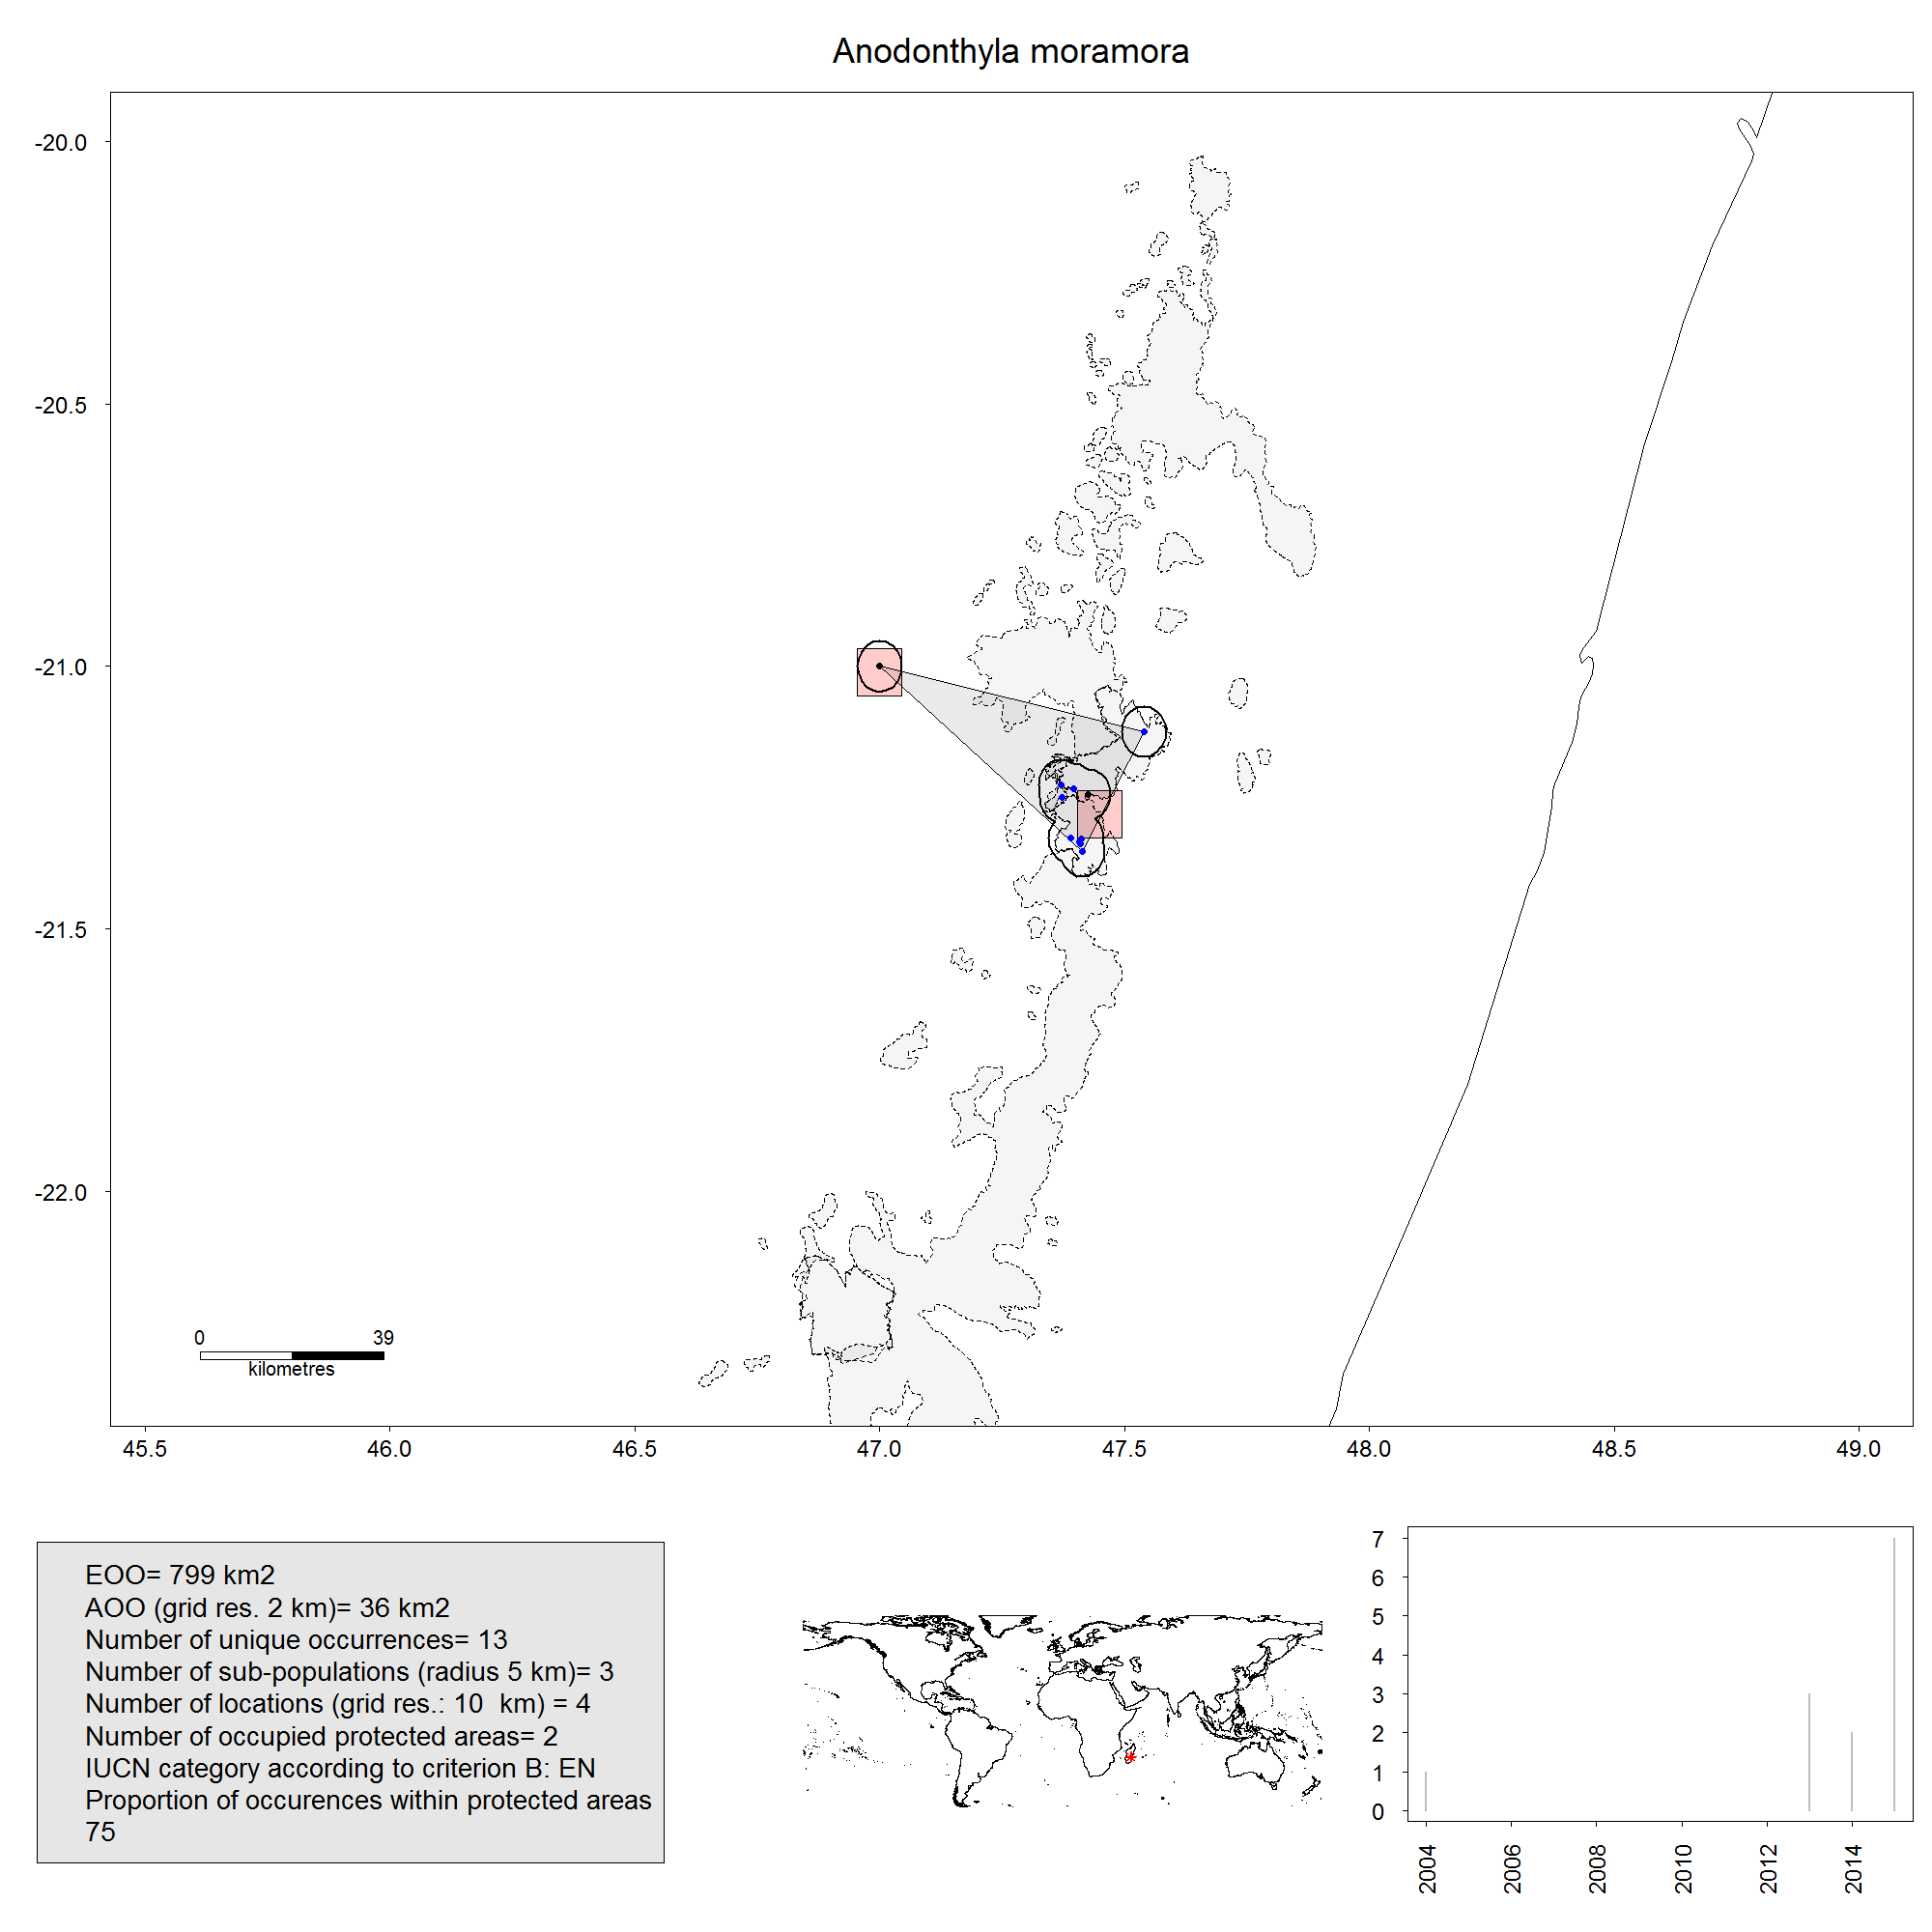 Anodonthyla moramora
-20.0
-20.5
-21.0
-21.5
-22.0
0 39
kilometres
45.5 46.0 46.5 47.0 47.5 48.0 48.5 49.0
EOO= 799 km2
AOO (grid res. 2 km)= 36 km2
Number of unique occurrences= 13
Number of sub-populations (radius 5 km)= 3
Number of locations (grid res.: 10  km) = 4
Number of occupied protected areas= 2
IUCN category according to criterion B: EN
Proportion of occurences within protected areas
75
7
6
5
4
3
2
1
0
2004 2006 2008 2010 2012 2014